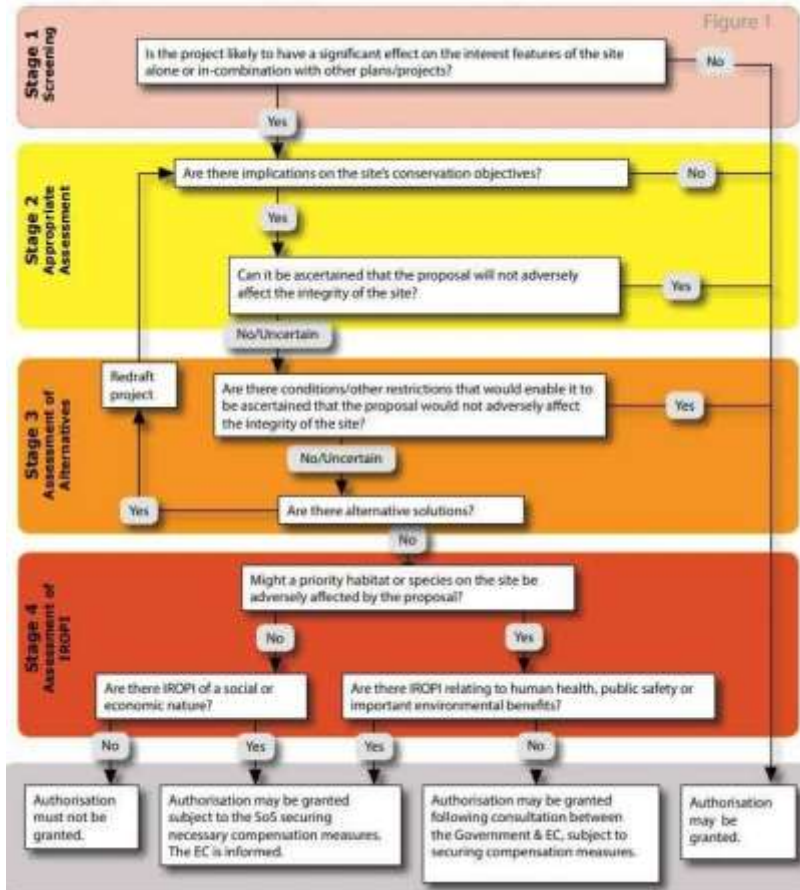 Figure 1
Stage 1
Screening
Is the project likely to have a significant effect on the interest features of the site
alone or in-combination with other plans/projects?
No
Yes
Stage 2
Appropriate
Assessment
Are there implications on the site's conservation objectives?
No
Yes
Can it be ascertained that the proposal will not adversely
affect the integrity of the site?
Yes
No/Uncertain
Stage 3
Assessment of
Alternatives
Redraft
project
Are there conditions/other restrictions that would enable it to
be ascertained that the proposal would not adversely affect
the integrity of the site?
Yes
No/Uncertain
Yes
Are there alternative solutions?
No
Stage 4
Assessment of
IROPI
Might a priority habitat or species on the site be
adversely affected by the proposal?
No
Yes
Are there IROPI of a social or
economic nature?
Are there IROPI relating to human health, public safety or
important environmental benefits?
No
Yes
Yes
No
Authorisation
must not be
granted.
Authorisation may be granted
subject to the SoS securing
necessary compensation measures.
The EC is informed.
Authorisation may be granted
following consultation between
the Government & EC, subject to
securing compensation measures.
Authorisation
may be
granted.